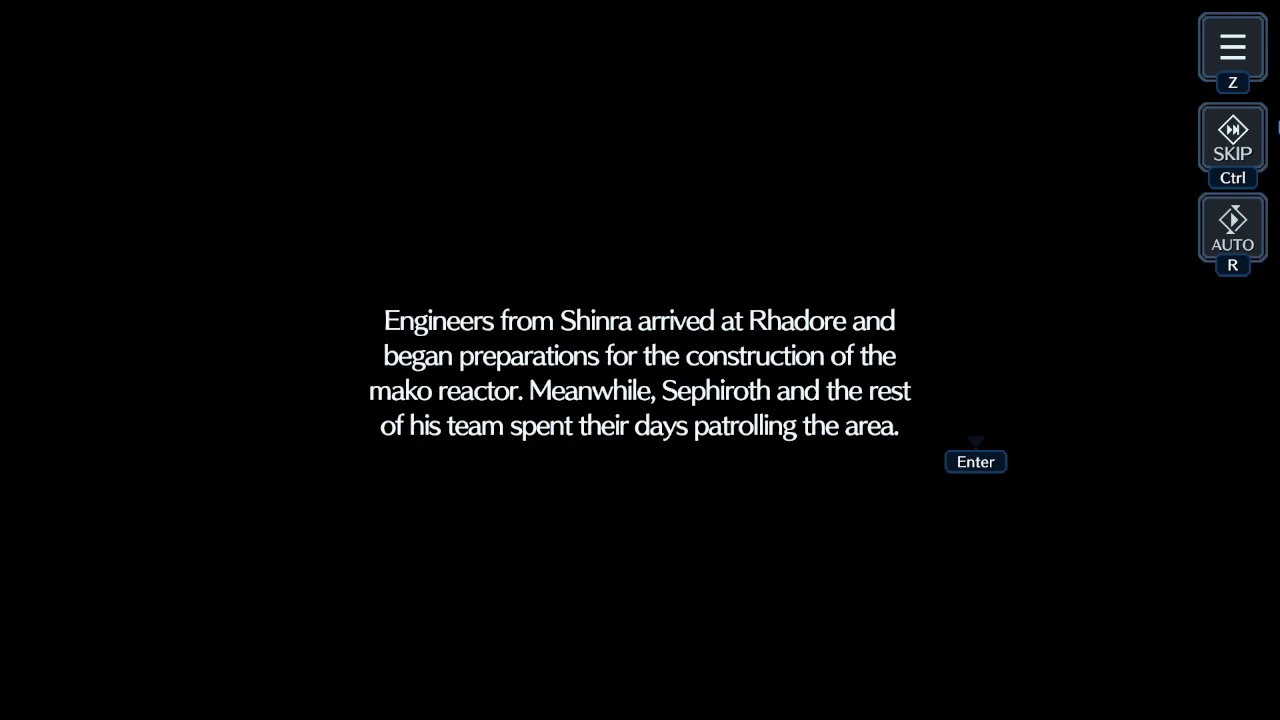 Z
SKIP
Ctrl
AUTO
R
Engineers from Shinra arrived at Rhadore and
began preparations for the construction of the
mako reactor. Meanwhile, Sephiroth and the rest
of his team spent their days patrolling the area.
Enter